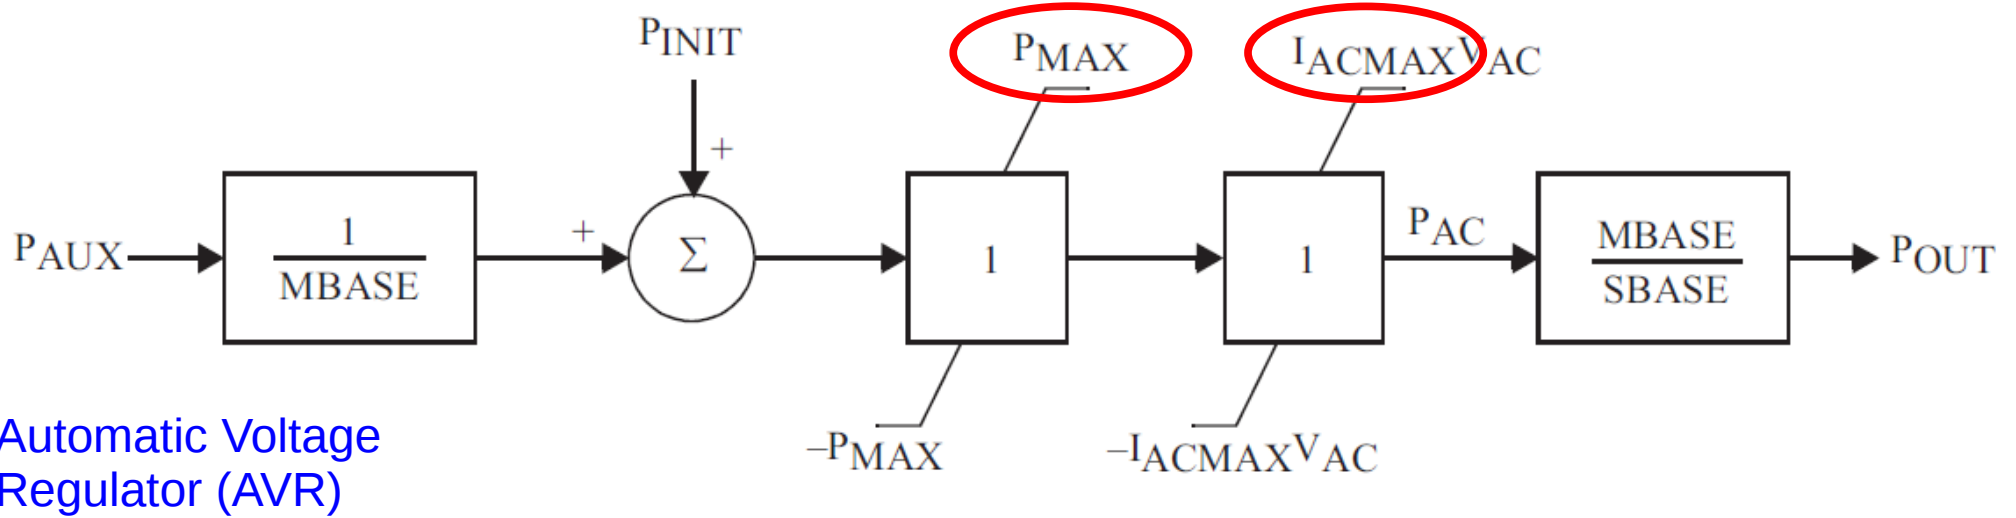 PINIT
PMAX
IACMAXVAC
+
PAUX
1
MBASE
+
Σ
1
1
PAC
MBASE
SBASE
POUT
–PMAX
–IACMAXVAC
Automatic Voltage
Regulator (AVR)